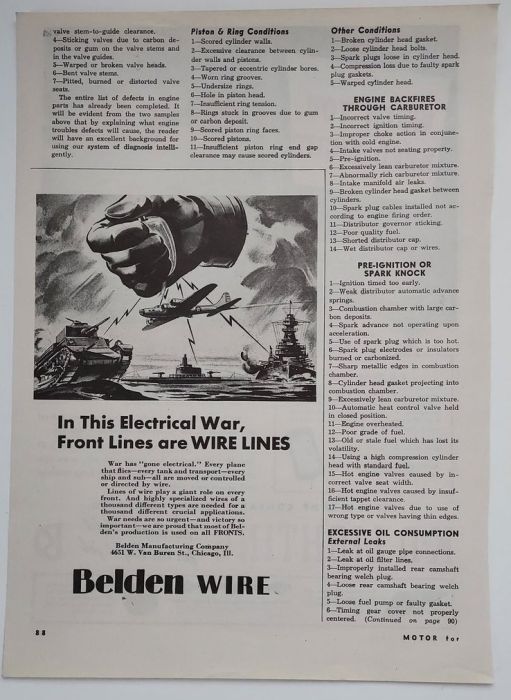 valve stem-to-guide clearance.
4—Sticking valves due to carbon de-
posits or gum on the valve stems and
in the valve guides.
5—Warped or broken valve heads.
6—Bent valve stems.
7—Pitted, burned or distorted valve
seats.
The entire list of defects in engine
parts has already been completed. It
will be evident from the two samples
above that by explaining what engine
troubles defects will cause, the reader
will have an excellent background for
using our system of diagnosis intelli-
gently.
Piston & Ring Conditions
1—Scored cylinder walls.
2—Excessive clearance between cylin-
der walls and pistons.
3—Tapered or eccentric cylinder bores.
4—Worn ring grooves.
5—Undersize rings.
6—Hole in piston head.
7—Insufficient ring tension.
8—Rings stuck in grooves due to gum
or carbon deposit.
9—Scored piston ring faces.
10—Scored pistons.
11—Insufficient piston ring end gap
clearance may cause scored cylinders.
In This Electrical War,
Front Lines are WIRE LINES
War has "gone electrical." Every plane
that flies—every tank and transport—every
ship and sub—all are moved or controlled
or directed by wire.
Lines of wire play a giant role on every
front. And highly specialized wires of a
thousand different types are needed for a
thousand different crucial applications.
War needs are so urgent—and victory so
important—we are proud that most of Bel-
den's production is used on all FRONTS.
Belden Manufacturing Company
4651 W. Van Buren St., Chicago, Ill.
Belden WIRE
88
Other Conditions
1—Broken cylinder head gasket.
2—Loose cylinder head bolts.
3—Spark plugs loose in cylinder head.
4—Compression loss due to faulty spark
plug gaskets.
5—Warped cylinder head.
ENGINE BACKFIRES
THROUGH CARBURETOR
1—Incorrect valve timing.
2—Incorrect ignition timing.
3—Improper choke action in conjunc-
tion with cold engine.
4—Intake valves not seating properly.
5—Pre-ignition.
6—Excessively lean carburetor mixture.
7—Abnormally rich carburetor mixture.
8—Intake manifold air leaks.
9—Broken cylinder head gasket between
cylinders.
10—Spark plug cables installed not ac-
cording to engine firing order.
11—Distributor governor sticking.
12—Poor quality fuel.
13—Shorted distributor cap.
14—Wet distributor cap or wires.
PRE-IGNITION OR
SPARK KNOCK
1—Ignition timed too early.
2—Weak distributor automatic advance
springs.
3—Combustion chamber with large car-
bon deposits.
4—Spark advance not operating upon
acceleration.
5—Use of spark plug which is too hot.
6—Spark plug electrodes or insulators
burned or carbonized.
7—Sharp metallic edges in combustion
chamber.
8—Cylinder head gasket projecting into
combustion chamber.
9—Excessively lean carburetor mixture.
10—Automatic heat control valve held
in closed position.
11—Engine overheated.
12—Poor grade of fuel.
13—Old or stale fuel which has lost its
volatility.
14—Using a high compression cylinder
head with standard fuel.
15—Hot engine valves caused by in-
correct valve seat width.
16—Hot engine valves caused by insuf-
ficient tappet clearance.
17—Hot engine valves due to use of
wrong type or valves having thin edges.
EXCESSIVE OIL CONSUMPTION
External Leaks
1—Leak at oil gauge pipe connections.
2—Leak at oil filter lines.
3—Improperly installed rear camshaft
bearing welch plug.
4—Loose rear camshaft bearing welch
plug.
5—Loose fuel pump or faulty gasket.
6—Timing gear cover not properly
centered. (Continued on page 90)
MOTOR for